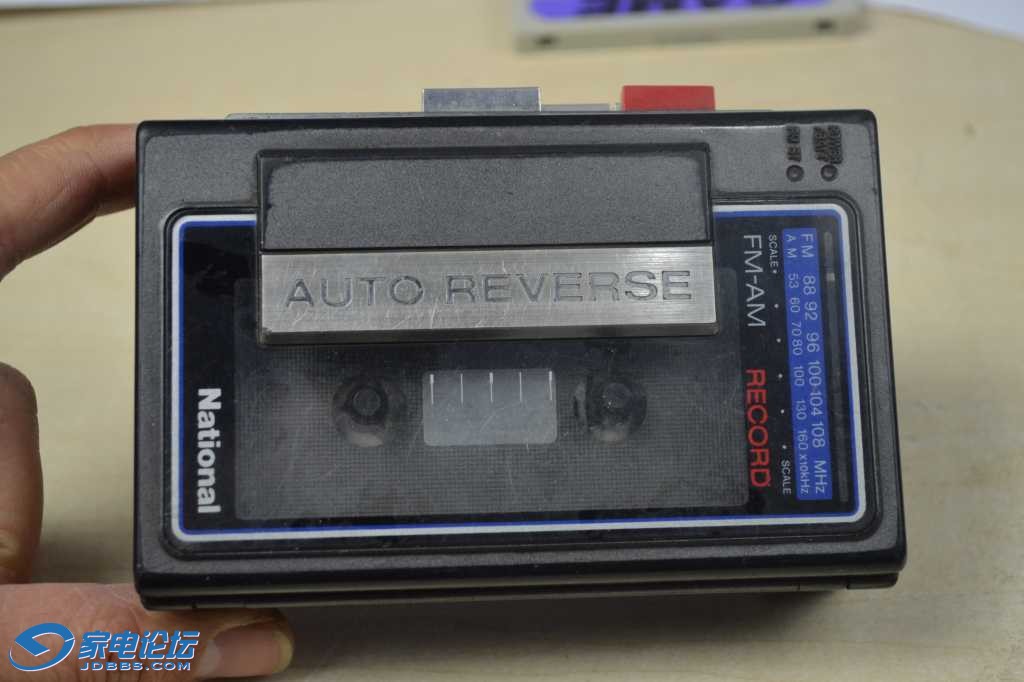 AUTO REVERSE
National
FM 88 92 96 100 104 108 MHz
AM 53 60 70 80 100 130 160 x10kHz
SCALE SCALE
FM-AM RECORD
家电论坛
JDBBS.COM